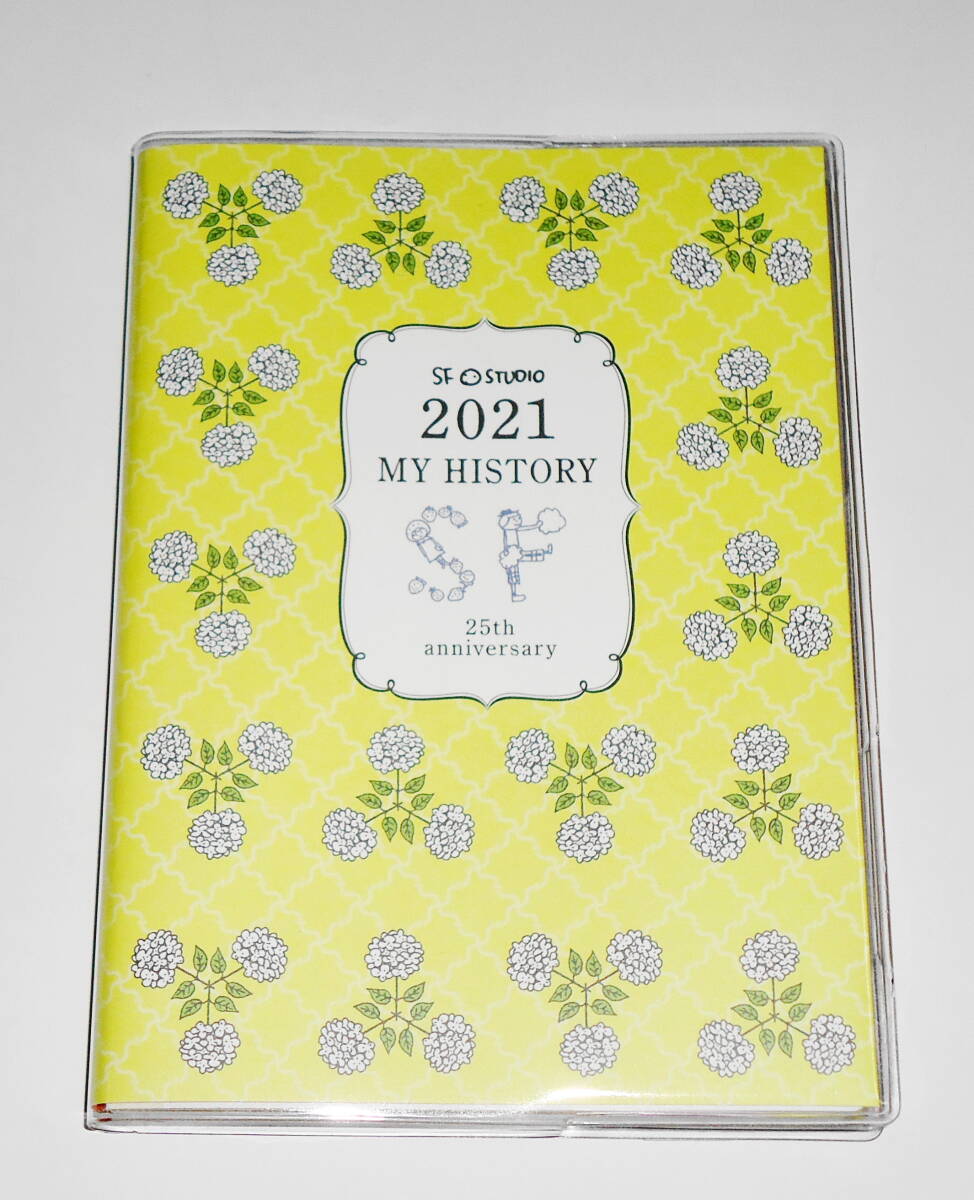 SF STUDIO
2021
MY HISTORY
SF
25th
anniversary